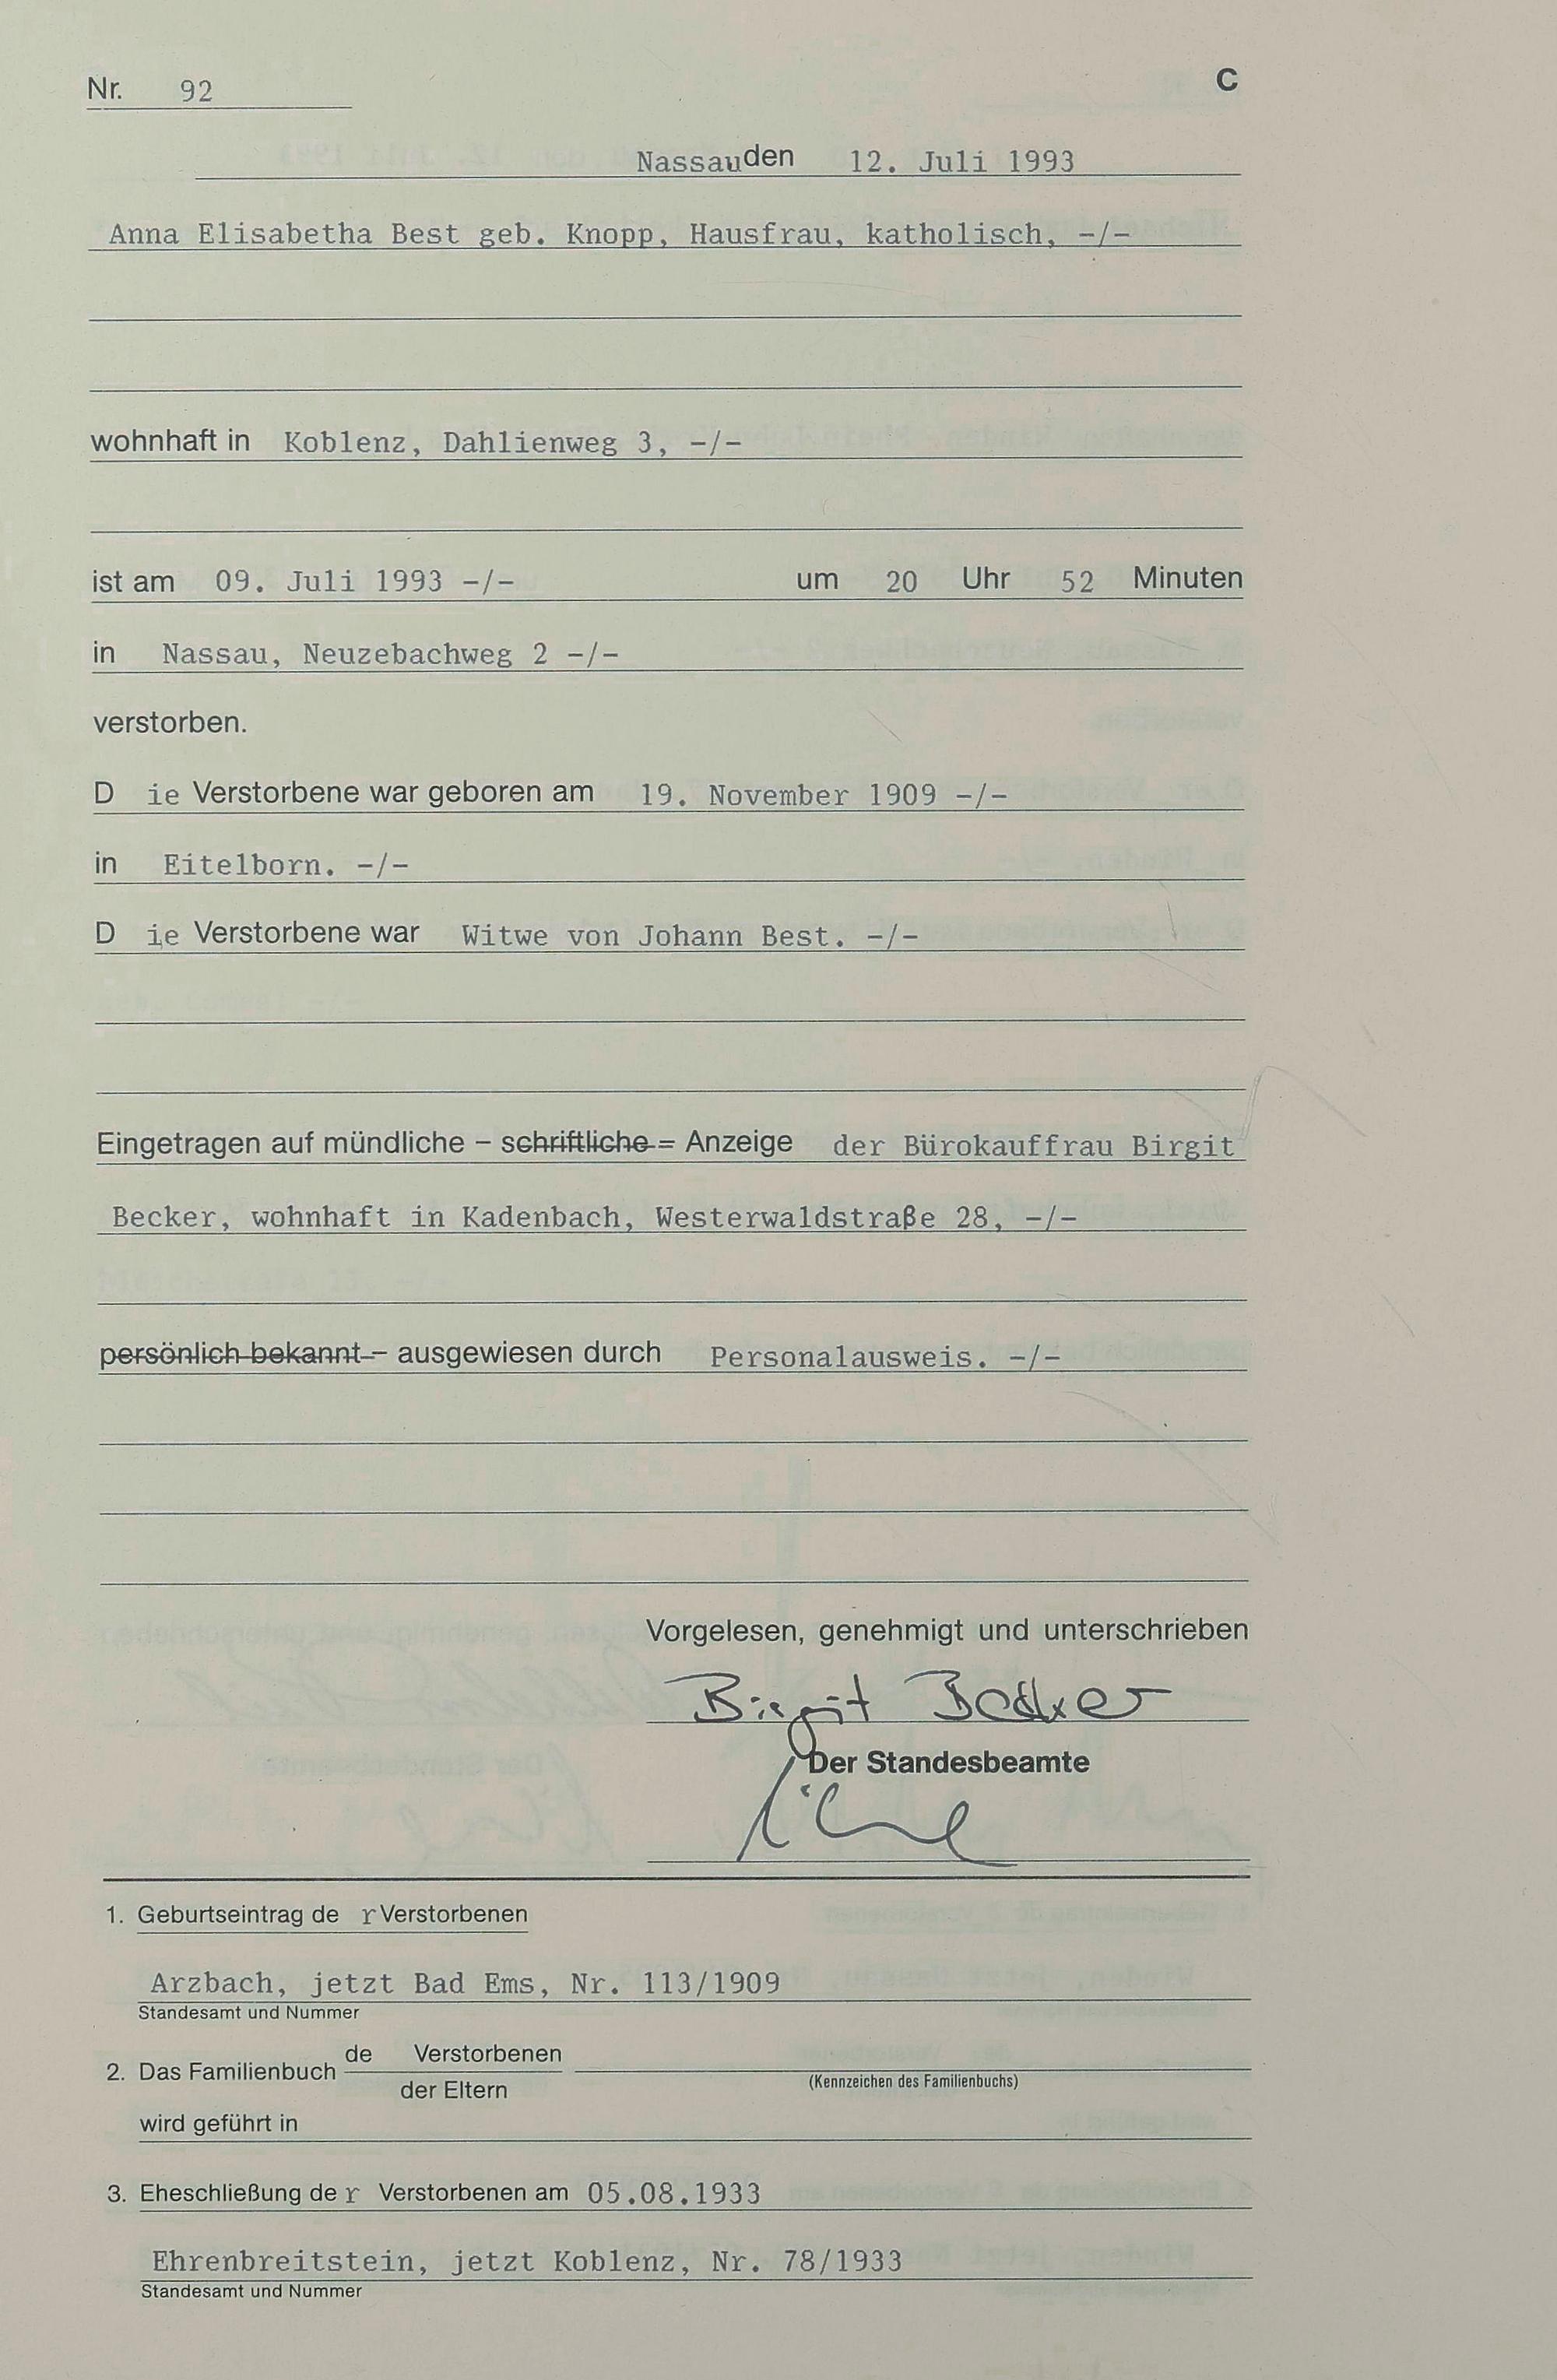 Nr. 92 C
Nassau den 12. Juli 1993
Anna Elisabetha Best geb. Knopp, Hausfrau, katholisch, -/-
wohnhaft in Koblenz, Dahlienweg 3, -/-
ist am 09. Juli 1993 -/- um 20 Uhr 52 Minuten
in Nassau, Neuzebachweg 2 -/-
verstorben.
D ie Verstorbene war geboren am 19. November 1909 -/-
in Eitelborn. -/-
D ie Verstorbene war Witwe von Johann Best. -/-
Eingetragen auf mündliche – schriftliche = Anzeige der Bürokauffrau Birgit
Becker, wohnhaft in Kadenbach, Westerwaldstraße 28, -/-
persönlich bekannt – ausgewiesen durch Personalausweis. -/-
Vorgelesen, genehmigt und unterschrieben
Birgit Becker
Der Standesbeamte
1. Geburtseintrag de r Verstorbenen
Arzbach, jetzt Bad Ems, Nr. 113/1909
Standesamt und Nummer
de Verstorbenen
2. Das Familienbuch
der Eltern
(Kennzeichen des Familienbuchs)
wird geführt in
3. Eheschließung de r Verstorbenen am 05.08.1933
Ehrenbreitstein, jetzt Koblenz, Nr. 78/1933
Standesamt und Nummer